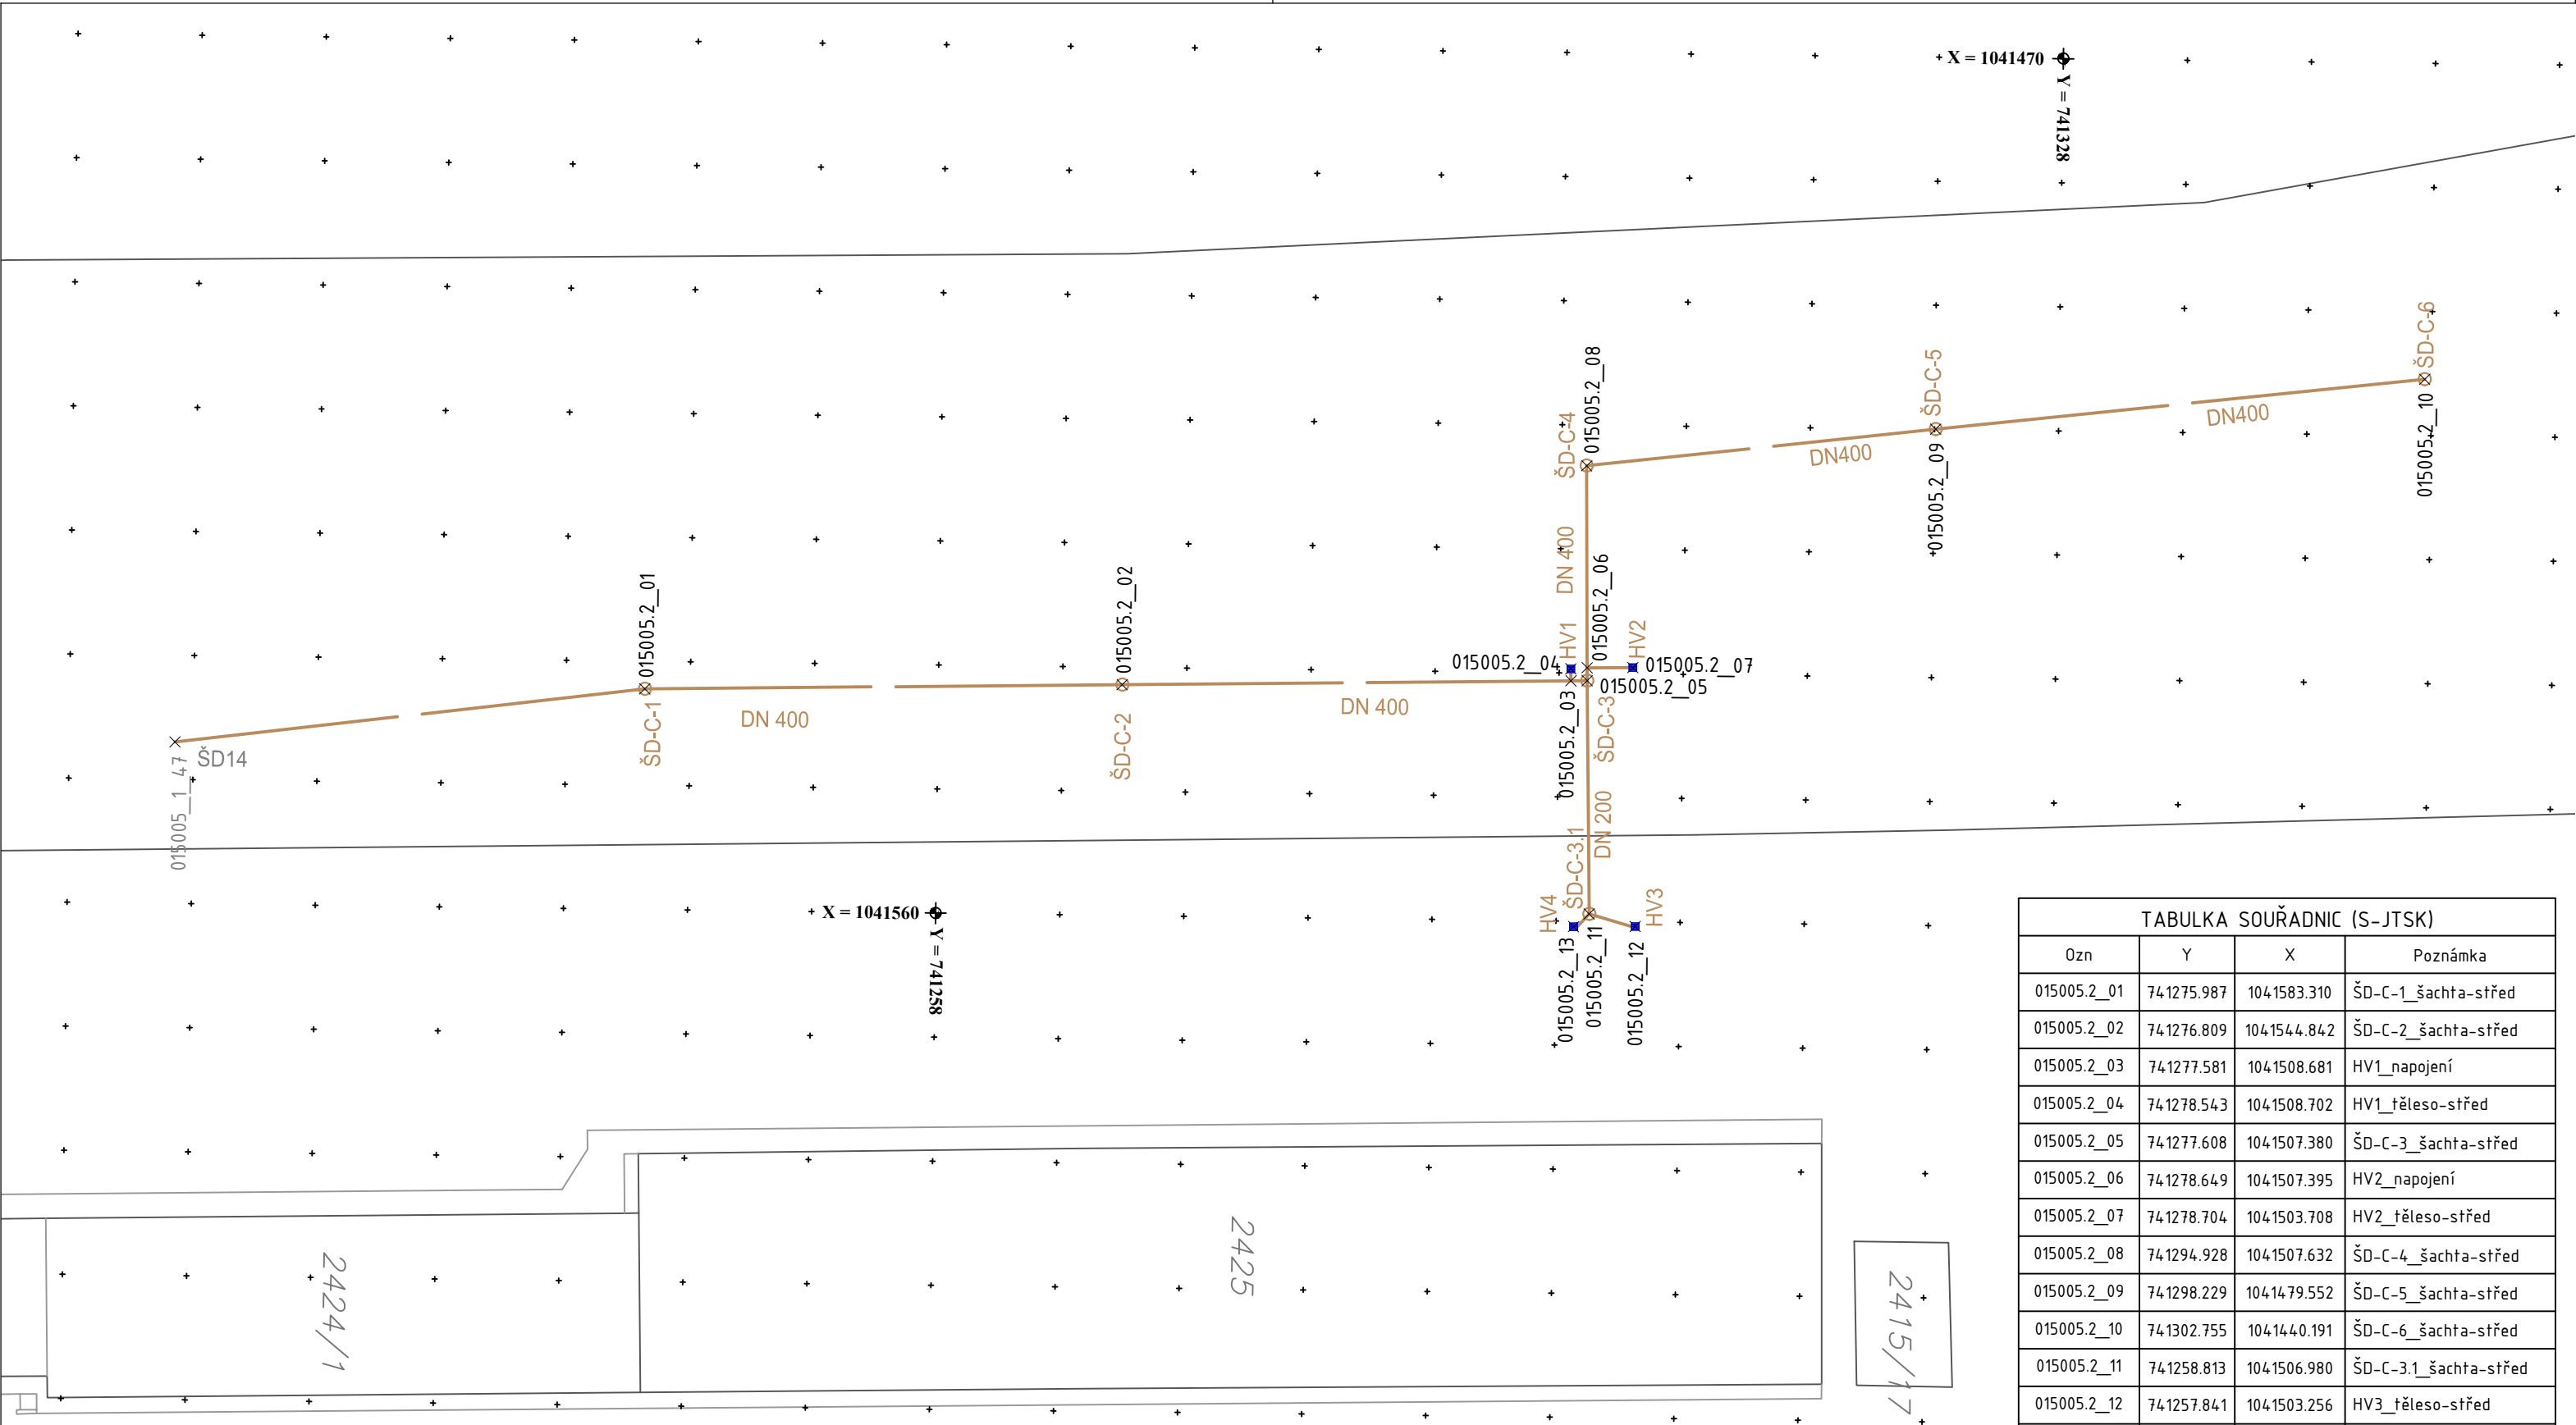 X = 1041470
Y = 741328
ŠD-C-6
015005.2_10
DN400
ŠD-C-5
015005.2_09
DN400
015005.2_08
ŠD-C-4
DN 400
015005.2_06
HV1
HV2
015005.2_04
015005.2_07
015005.2_05
015005.2_03
ŠD-C-3
015005.2_01
ŠD-C-1
DN 400
015005.2_02
ŠD-C-2
DN 400
ŠD14
015005_1_47
DN 200
ŠD-C-3.1
HV4
HV3
015005.2_13
015005.2_11
015005.2_12
X = 1041560
Y = 741258
2424/1
2425
2415/17
TABULKA SOUŘADNIC (S-JTSK)
Ozn Y X Poznámka
015005.2_01 741275.987 1041583.310 ŠD-C-1_šachta-střed
015005.2_02 741276.809 1041544.842 ŠD-C-2_šachta-střed
015005.2_03 741277.581 1041508.681 HV1_napojení
015005.2_04 741278.543 1041508.702 HV1_těleso-střed
015005.2_05 741277.608 1041507.380 ŠD-C-3_šachta-střed
015005.2_06 741278.649 1041507.395 HV2_napojení
015005.2_07 741278.704 1041503.708 HV2_těleso-střed
015005.2_08 741294.928 1041507.632 ŠD-C-4_šachta-střed
015005.2_09 741298.229 1041479.552 ŠD-C-5_šachta-střed
015005.2_10 741302.755 1041440.191 ŠD-C-6_šachta-střed
015005.2_11 741258.813 1041506.980 ŠD-C-3.1_šachta-střed
015005.2_12 741257.841 1041503.256 HV3_těleso-střed